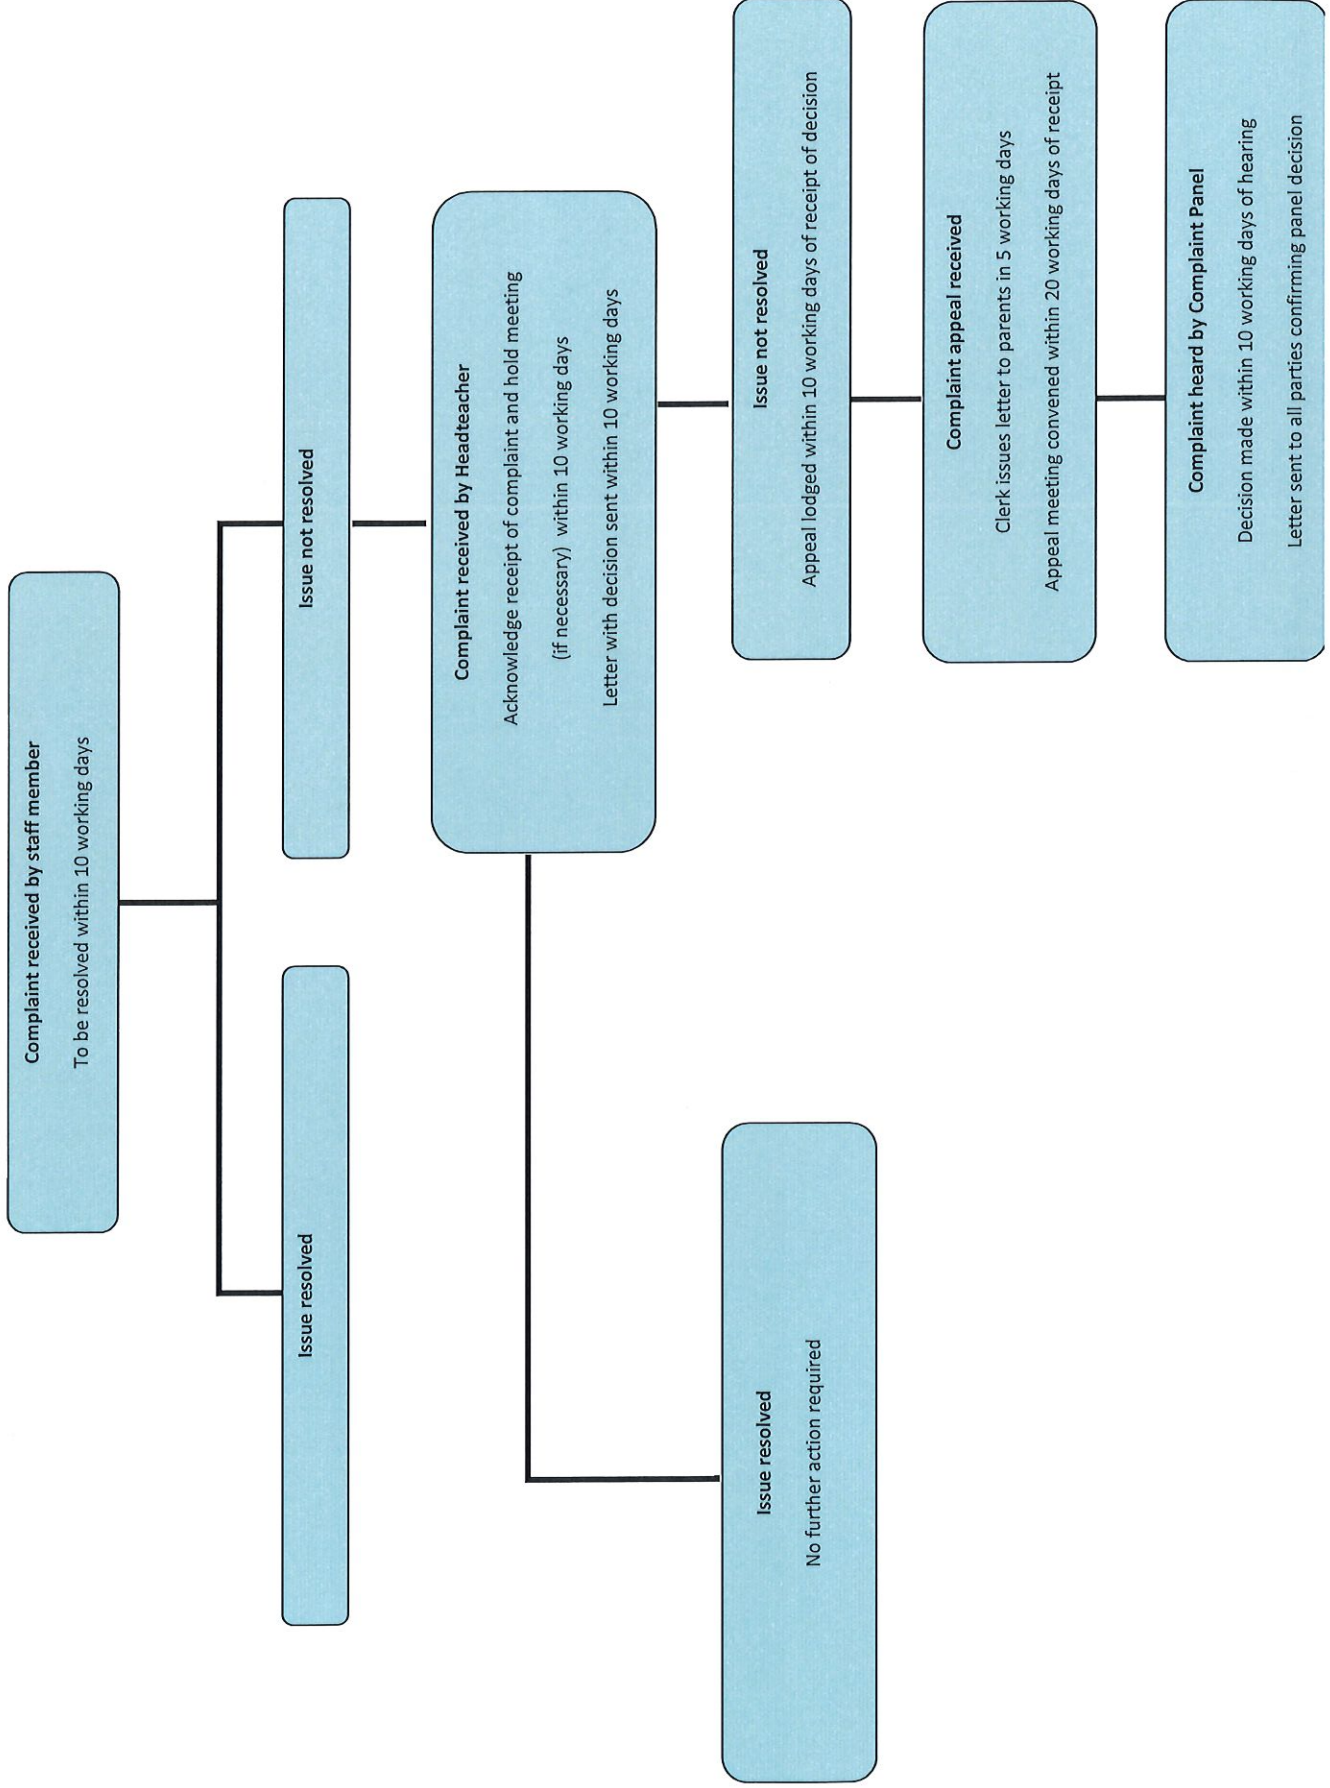 Complaint received by staff member
To be resolved within 10 working days
Issue resolved
Issue not resolved
Complaint received by Headteacher
Acknowledge receipt of complaint and hold meeting
(if necessary) within 10 working days
Letter with decision sent within 10 working days
Issue resolved
No further action required
Issue not resolved
Appeal lodged within 10 working days of receipt of decision
Complaint appeal received
Clerk issues letter to parents in 5 working days
Appeal meeting convened within 20 working days of receipt
Complaint heard by Complaint Panel
Decision made within 10 working days of hearing
Letter sent to all parties confirming panel decision